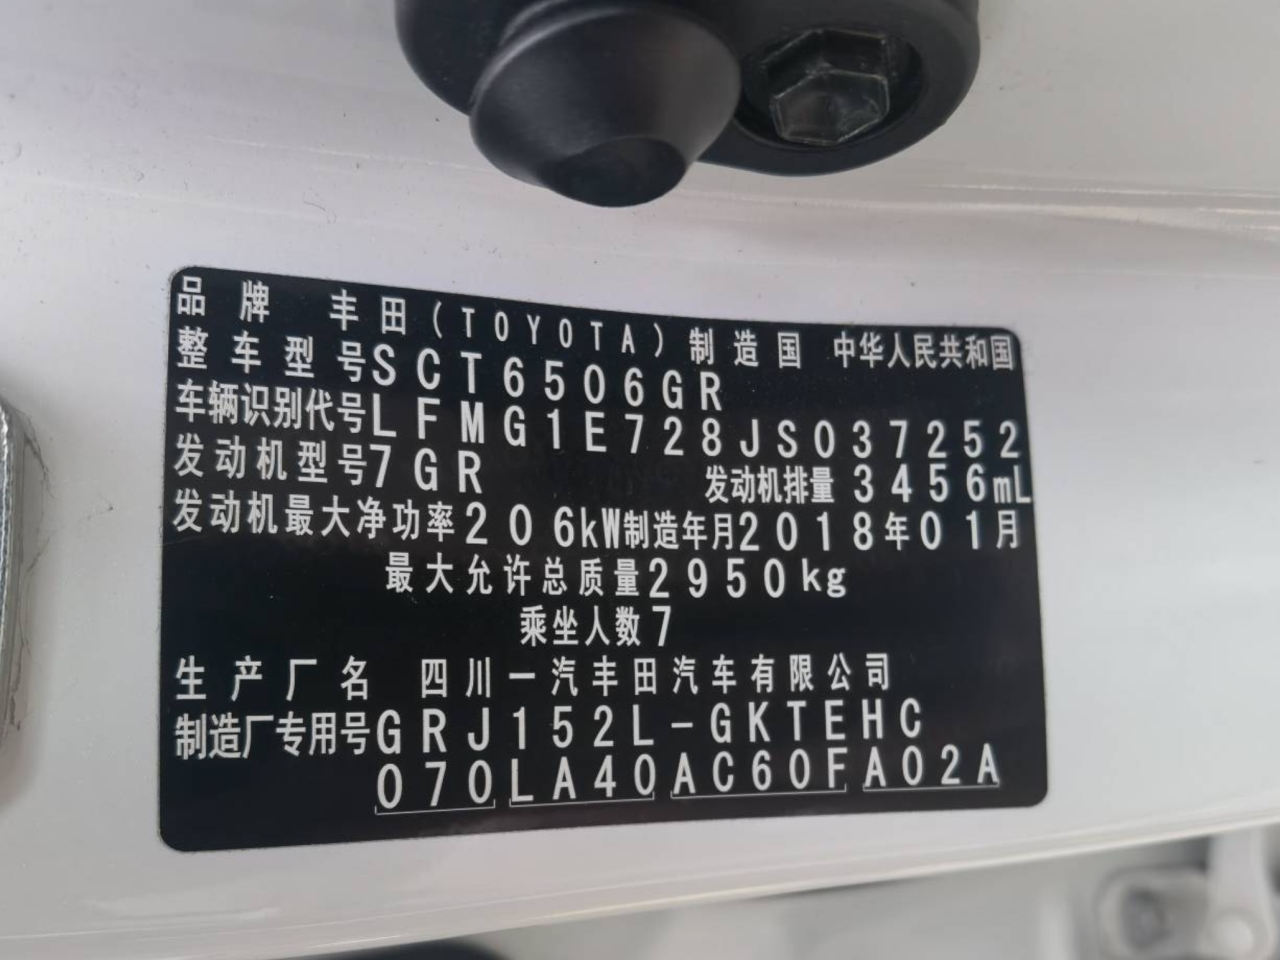 品牌 丰田(TOYOTA) 制造国 中华人民共和国
整车型号SCT6506GR
车辆识别代号LFMG1E728JS037252
发动机型号7GR 发动机排量3456mL
发动机最大净功率206kW制造年月2018年01月
最大允许总质量2950kg
乘坐人数7
生产厂名 四川一汽丰田汽车有限公司
制造厂专用号GRJ152L-GKTEHC
070LA40AC60FA02A